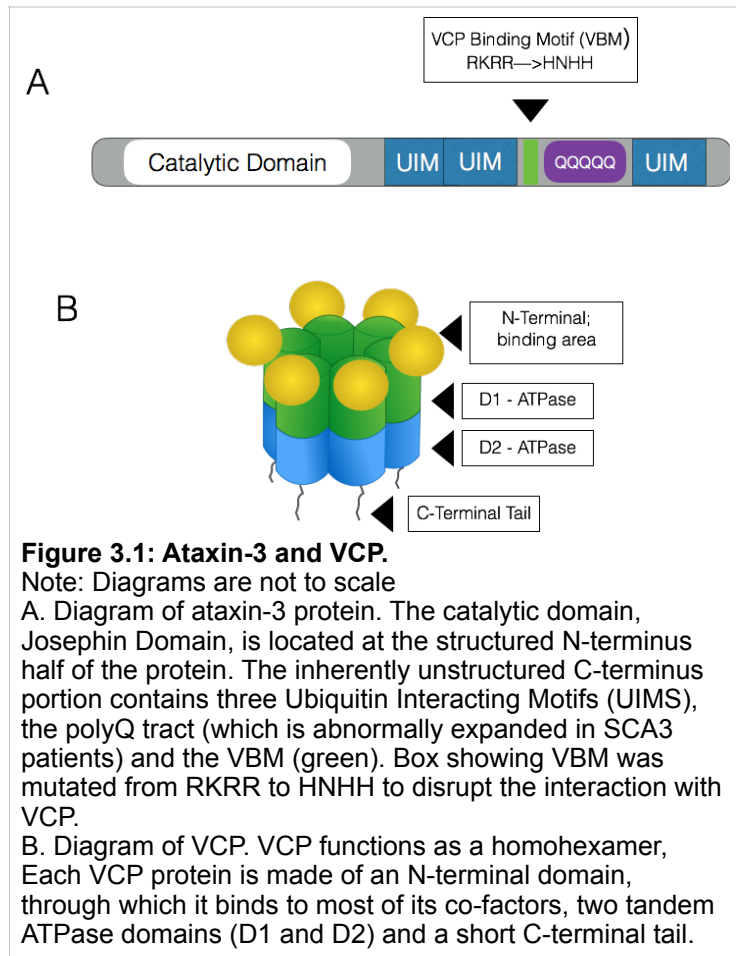 A
VCP Binding Motif (VBM)
RKRR—>HNHH
Catalytic Domain
UIM
UIM
QQQQQ
UIM
B
N-Terminal;
binding area
D1 - ATPase
D2 - ATPase
C-Terminal Tail
Figure 3.1: Ataxin-3 and VCP.
Note: Diagrams are not to scale
A. Diagram of ataxin-3 protein. The catalytic domain,
Josephin Domain, is located at the structured N-terminus
half of the protein. The inherently unstructured C-terminus
portion contains three Ubiquitin Interacting Motifs (UIMS),
the polyQ tract (which is abnormally expanded in SCA3
patients) and the VBM (green). Box showing VBM was
mutated from RKRR to HNHH to disrupt the interaction with
VCP.
B. Diagram of VCP. VCP functions as a homohexamer,
Each VCP protein is made of an N-terminal domain,
through which it binds to most of its co-factors, two tandem
ATPase domains (D1 and D2) and a short C-terminal tail.